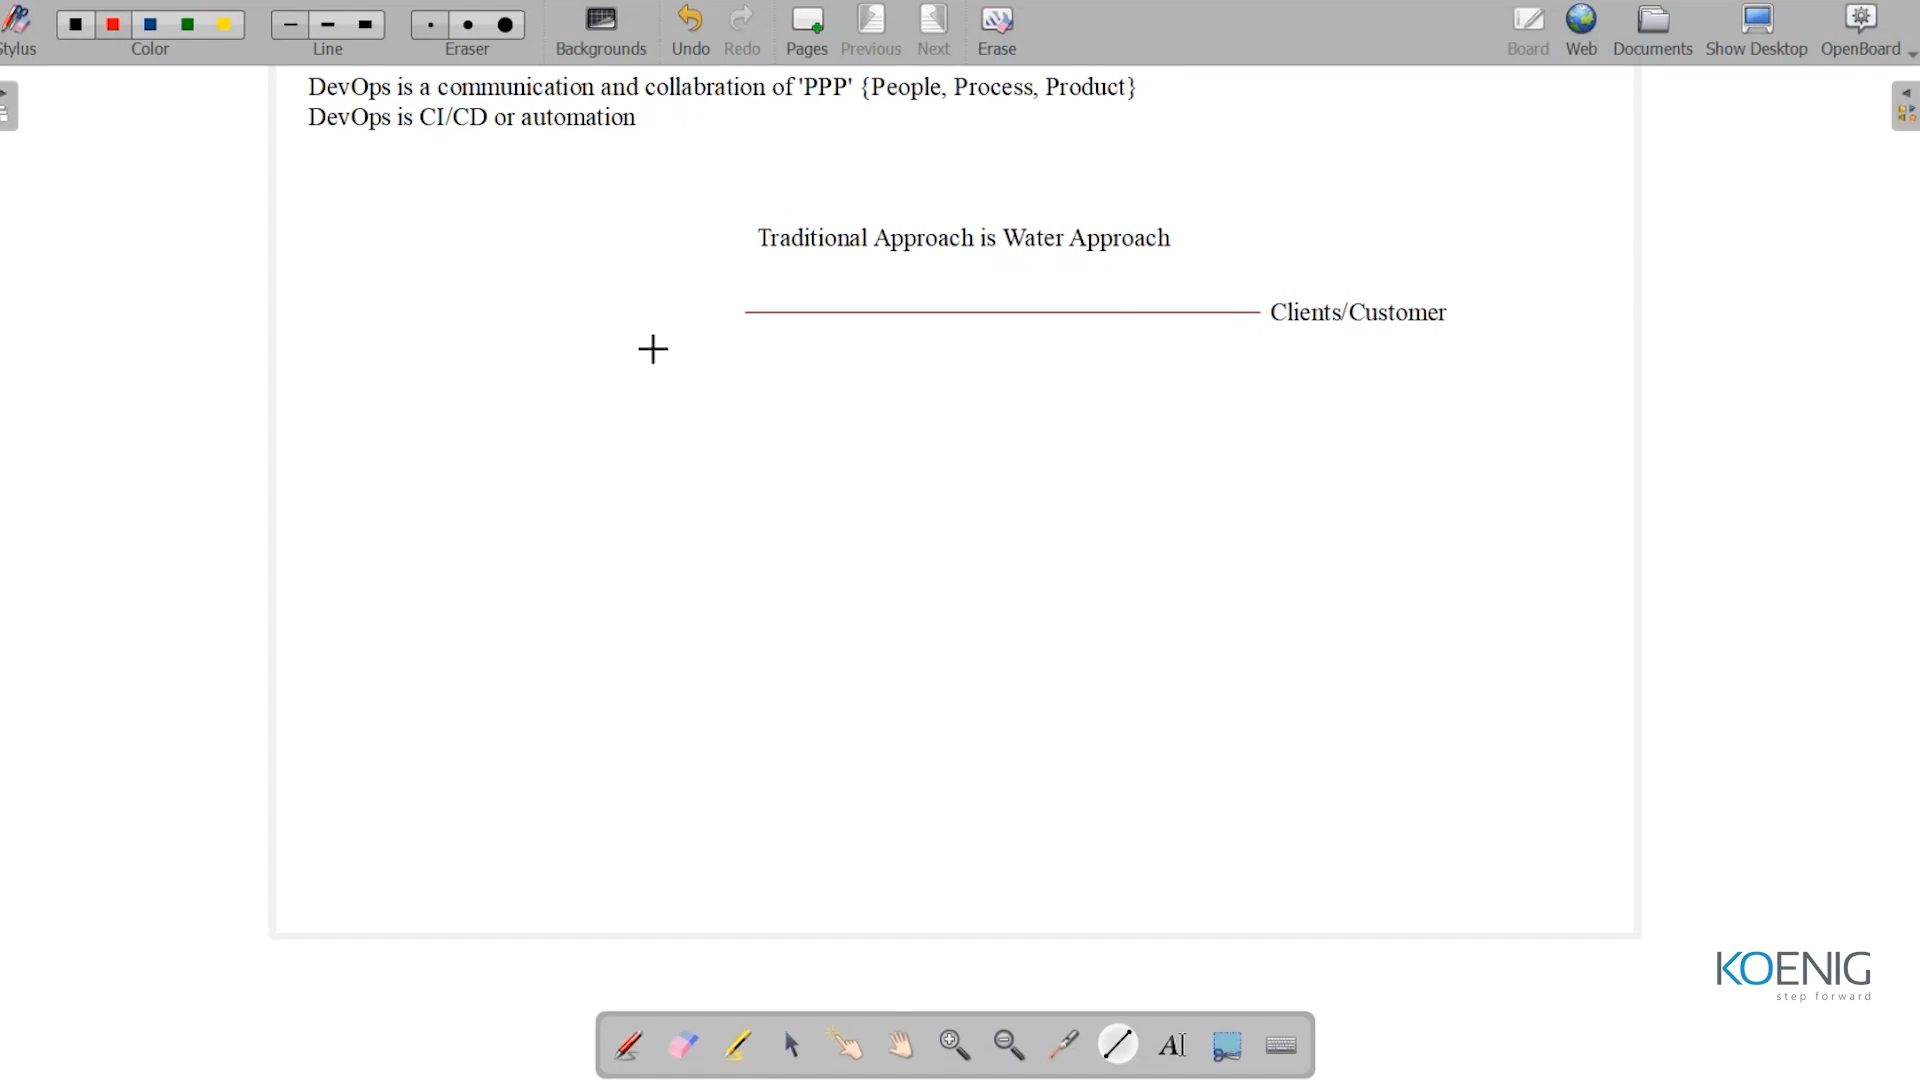 Stylus
Color
Line
Eraser
Backgrounds
Undo
Redo
Pages
Previous
Next
Erase
Board
Web
Documents
Show Desktop
OpenBoard
DevOps is a communication and collabration of 'PPP' {People, Process, Product}
DevOps is CI/CD or automation
Traditional Approach is Water Approach
Clients/Customer
KOENIG
step forward
AI